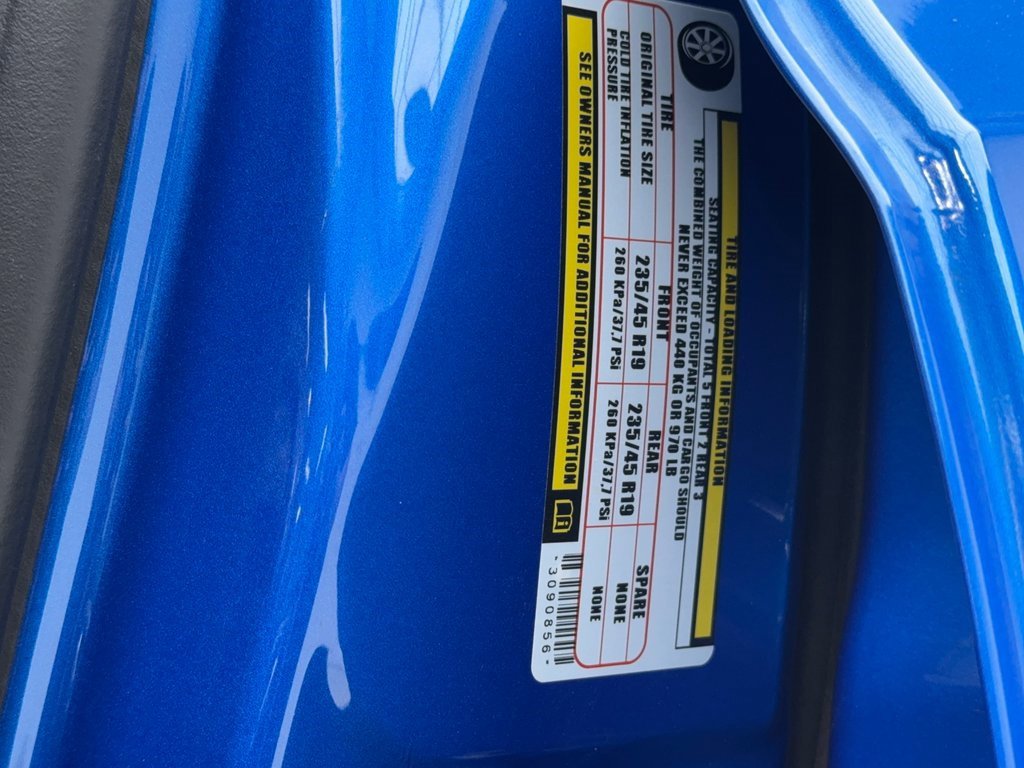 TIRE AND LOADING INFORMATION
SEATING CAPACITY - TOTAL 5 FRONT 2 REAR 3
THE COMBINED WEIGHT OF OCCUPANTS AND CARGO SHOULD
NEVER EXCEED 440 KG OR 970 LB
TIRE FRONT REAR SPARE
ORIGINAL TIRE SIZE 235/45 R19 235/45 R19 NONE
COLD TIRE INFLATION
PRESSURE 260 KPa/37.7 PSi 260 KPa/37.7 PSi NONE
SEE OWNERS MANUAL FOR ADDITIONAL INFORMATION
-3090856-